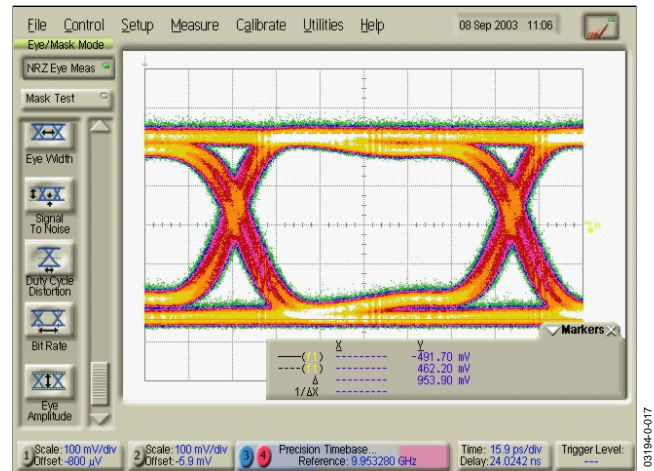 File Control Setup Measure Calibrate Utilities Help 08 Sep 2003 11:06
Eye/Mask Mode
NRZ Eye Meas
Mask Test
Eye Width
Signal
To Noise
Duty Cycle
Distortion
Bit Rate
Eye
Amplitude
Markers
X Y
(f1) --------- -491.70 mV
----(f1) --------- 462.20 mV
Δ --------- 953.90 mV
1/ΔX ---------
1 Scale: 100 mV/div
Offset: -800 µV
2 Scale: 100 mV/div
Offset: -5.9 mV
3 4 Precision Timebase...
Reference: 9.953280 GHz
Time: 15.9 ps/div
Delay: 24.0242 ns
Trigger Level:
---
03194-0-017